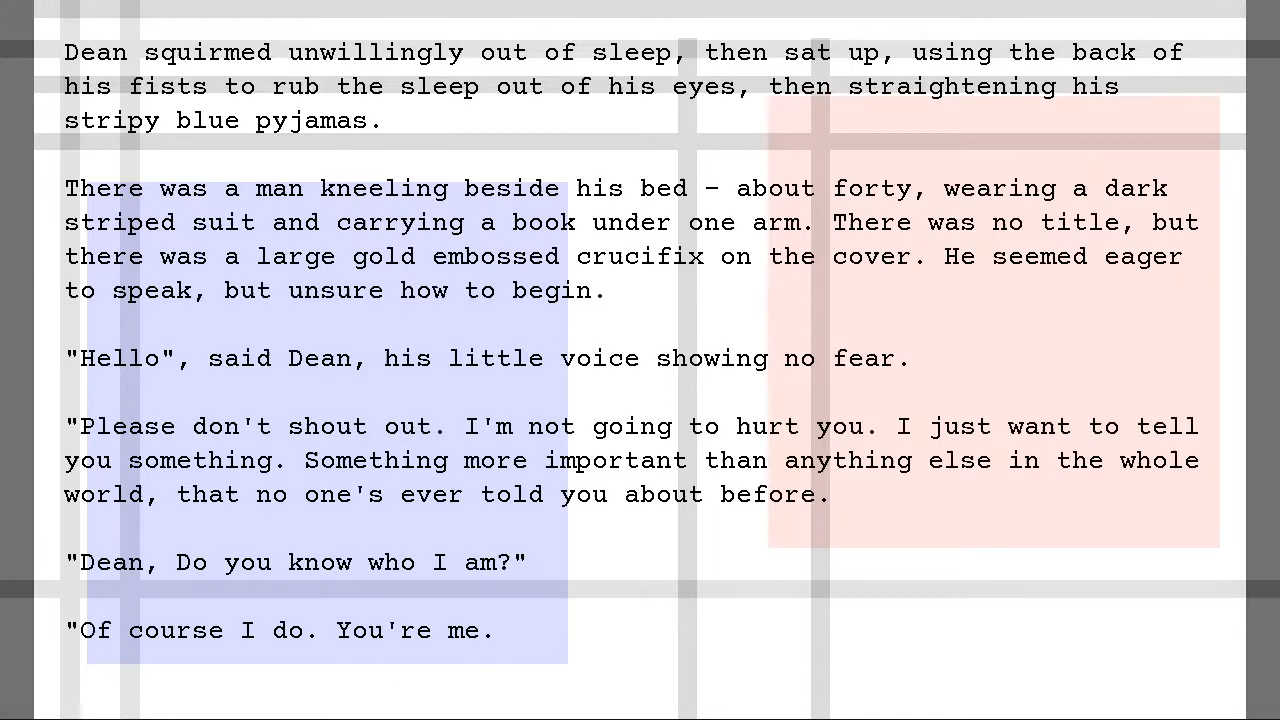 Dean squirmed unwillingly out of sleep, then sat up, using the back of
his fists to rub the sleep out of his eyes, then straightening his
stripy blue pyjamas.
There was a man kneeling beside his bed – about forty, wearing a dark
striped suit and carrying a book under one arm. There was no title, but
there was a large gold embossed crucifix on the cover. He seemed eager
to speak, but unsure how to begin.
"Hello", said Dean, his little voice showing no fear.
"Please don't shout out. I'm not going to hurt you. I just want to tell
you something. Something more important than anything else in the whole
world, that no one's ever told you about before.
"Dean, Do you know who I am?"
"Of course I do. You're me.